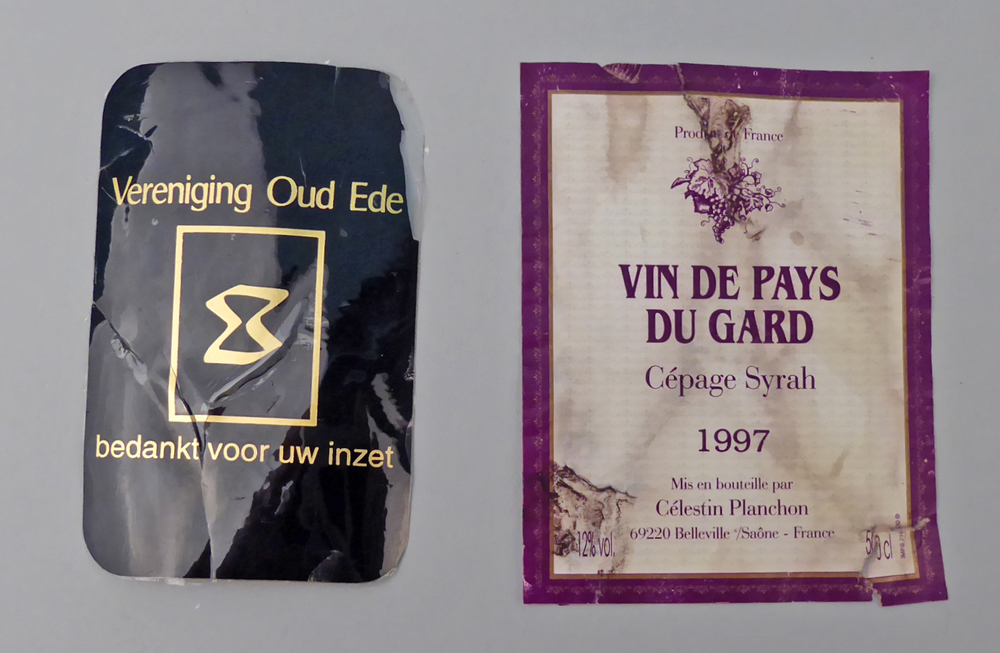 Vereniging Oud Ede
bedankt voor uw inzet
Produit de France
VIN DE PAYS
DU GARD
Cépage Syrah
1997
Mis en bouteille par
Célestin Planchon
69220 Belleville s/Saône - France
12% vol.
cl